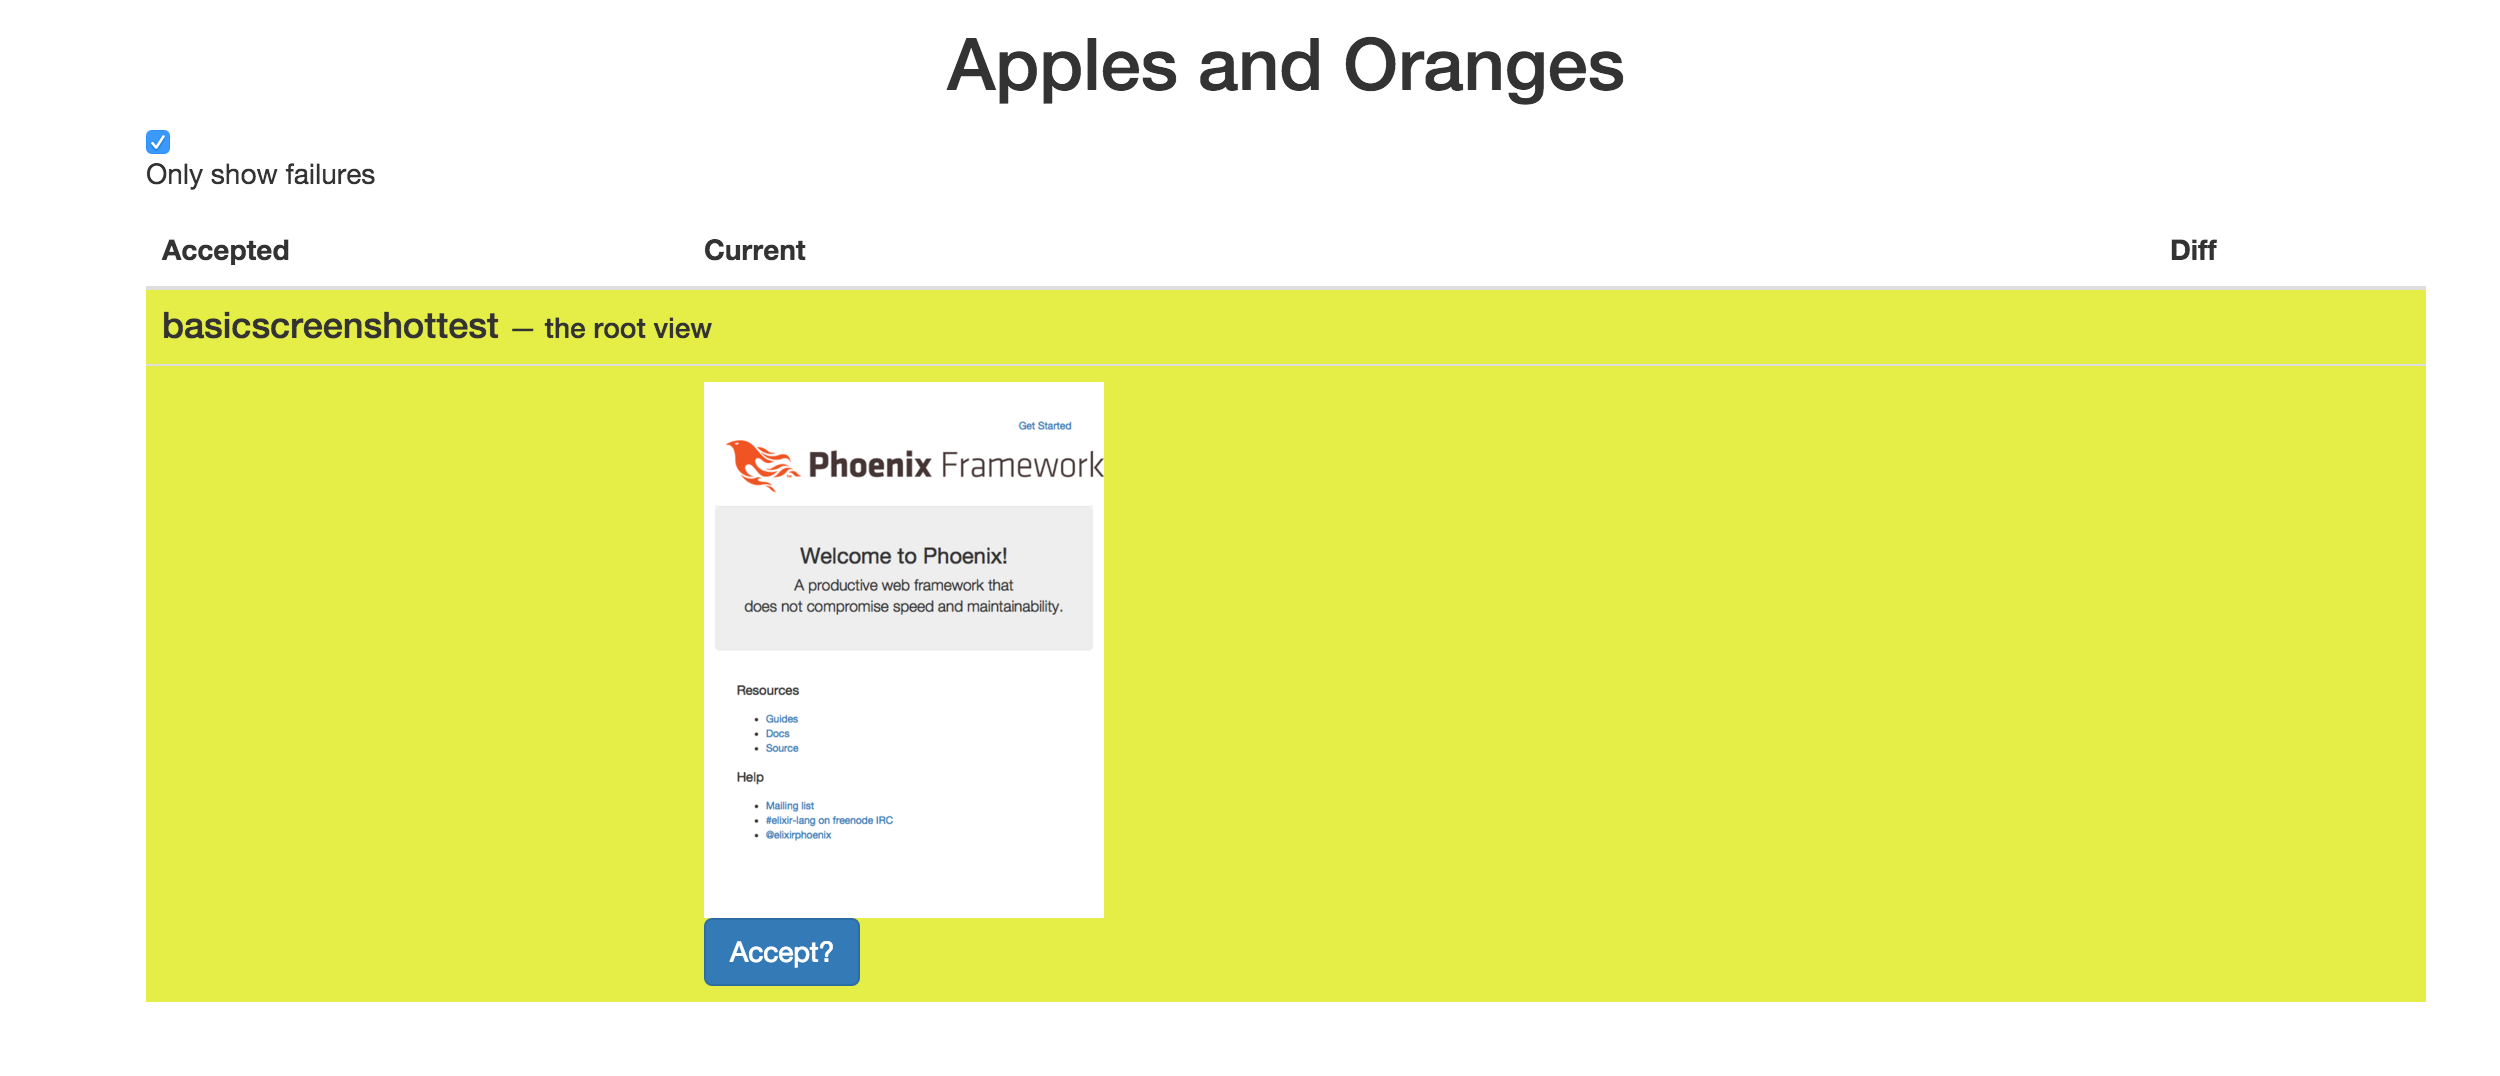 Apples and Oranges
Only show failures
Accepted Current Diff
basicscreenshottest — the root view
Get Started
Phoenix Framework
Welcome to Phoenix!
A productive web framework that
does not compromise speed and maintainability.
Resources
Guides
Docs
Source
Help
Mailing list
#elixir-lang on freenode IRC
@elixirphoenix
Accept?